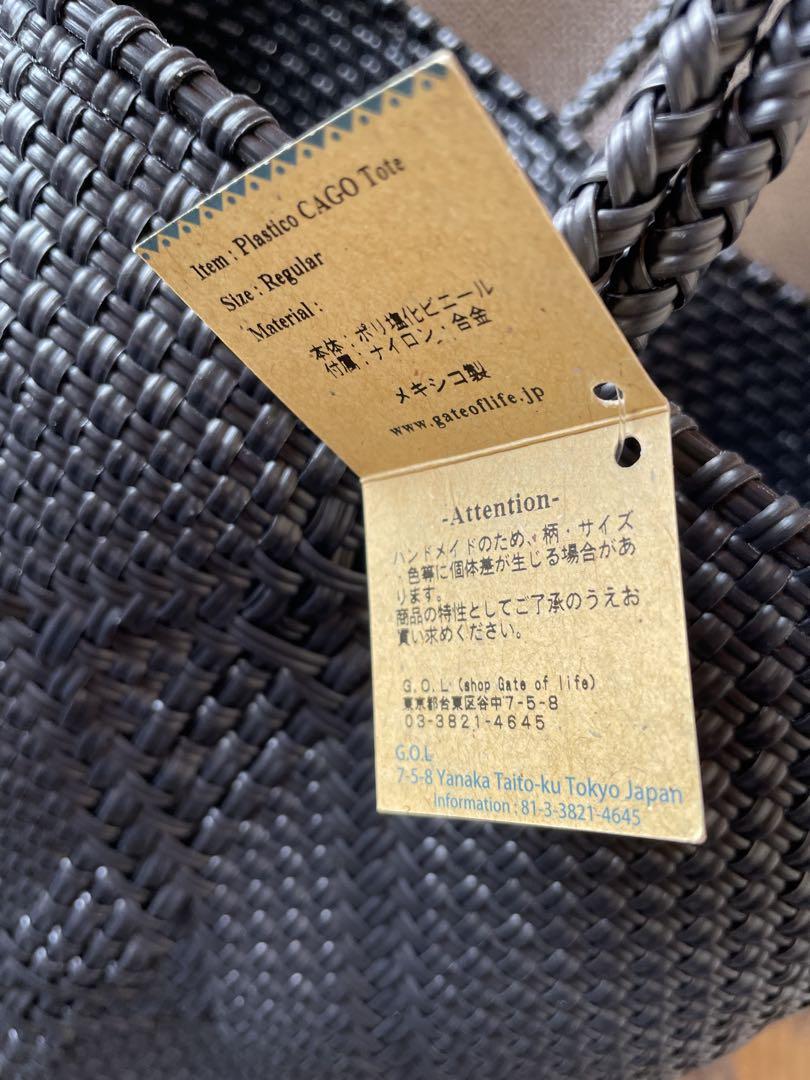 Item : Plastico CAGO Tote
Size : Regular
Material :
本体 : ポリ塩化ビニール
付属 : ナイロン : 合金
メキシコ製
www.gateoflife.jp
-Attention-
ハンドメイドのため、柄・サイズ
・色等に個体差が生じる場合があ
ります。
商品の特性としてご了承のうえお
買い求めください。
G.O.L (shop Gate of life)
東京都台東区谷中7-5-8
03-3821-4645
G.O.L
7-5-8 Yanaka Taito-ku Tokyo Japan
Information : 81-3-3821-4645